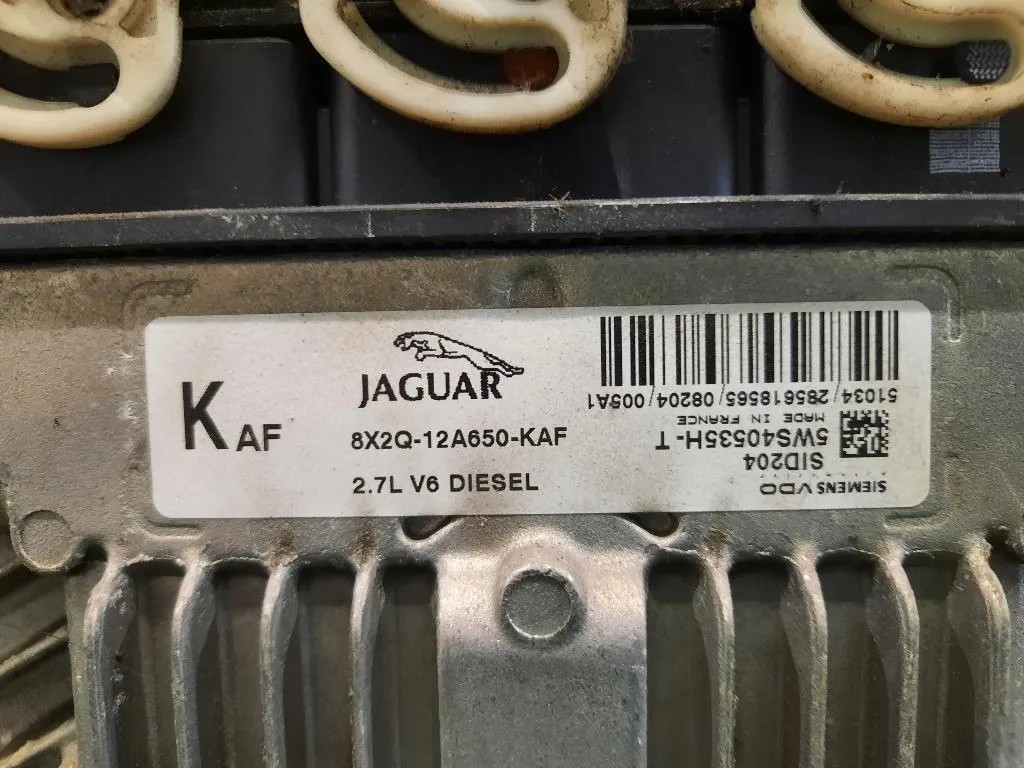 K AF
JAGUAR
8X2Q-12A650-KAF
2.7L V6 DIESEL
SIEMENS VDO
SID204
5WS40535H-T
MADE IN FRANCE
51034/285618565/08204/005A1